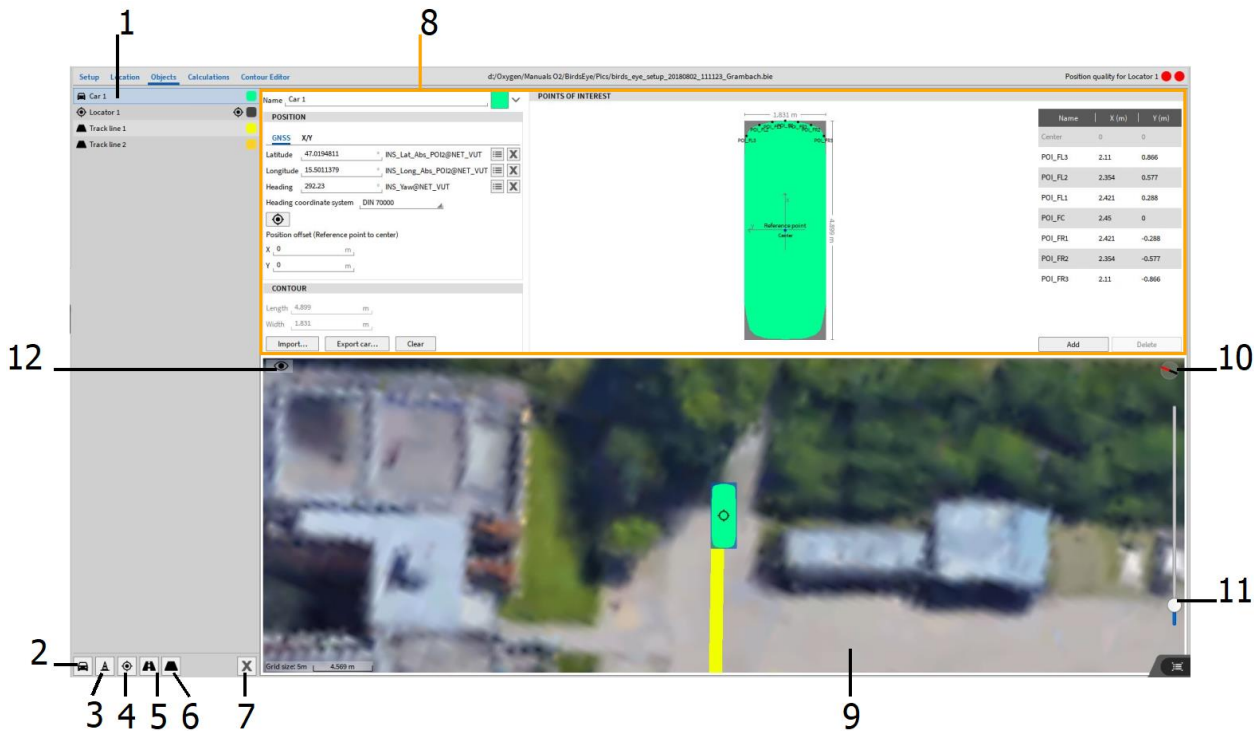 1
8
Setup Location Objects Calculations Contour Editor d:/Oxygen/Manuals O2/BirdsEye/Pics/birds_eye_setup_20180802_111123_Grambach.bie Position quality for Locator 1
Car 1
Locator 1
Track line 1
Track line 2
Name Car 1
POSITION
GNSS X/Y
Latitude 47.0194811 ° INS_Lat_Abs_POI2@NET_VUT X
Longitude 15.5011379 ° INS_Long_Abs_POI2@NET_VUT X
Heading 292.23 ° INS_Yaw@NET_VUT X
Heading coordinate system DIN 70000
Position offset (Reference point to center)
X 0 m
Y 0 m
CONTOUR
Length 4.899 m
Width 1.831 m
Import... Export car... Clear
POINTS OF INTEREST
1.831 m
POI_FL3
POI_FR3
x
y
Reference point
Center
4.899 m
Name X (m) Y (m)
Center 0 0
POI_FL3 2.11 0.866
POI_FL2 2.354 0.577
POI_FL1 2.421 0.288
POI_FC 2.45 0
POI_FR1 2.421 -0.288
POI_FR2 2.354 -0.577
POI_FR3 2.11 -0.866
Add Delete
12
10
11
Grid size: 5m 4.569 m
X
2
3 4 5 6 7
9